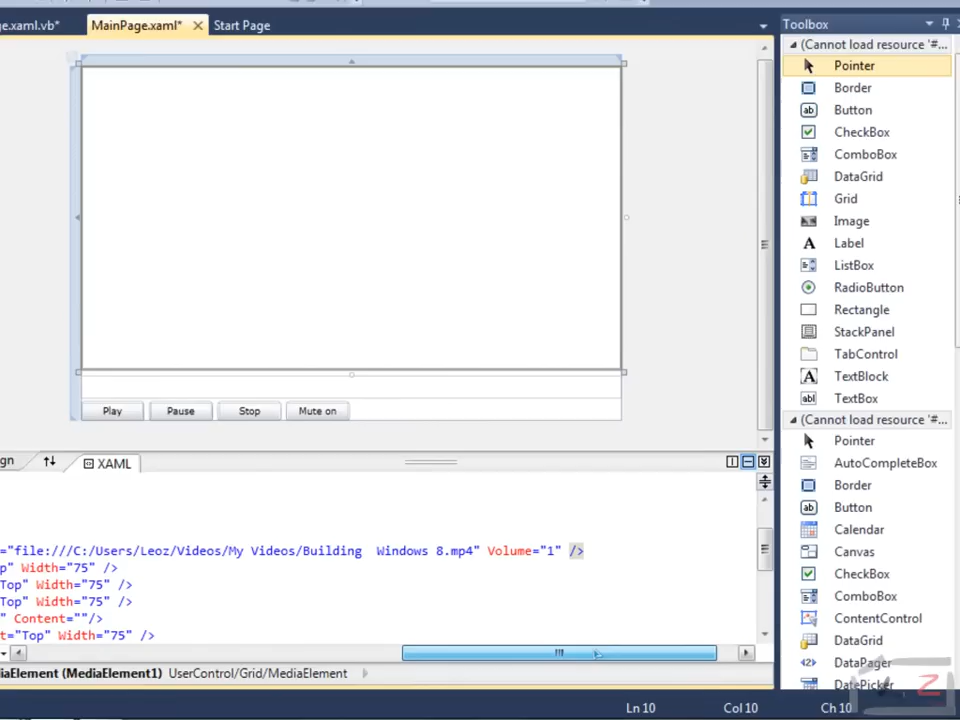 e.xaml.vb*
MainPage.xaml*
Start Page
Toolbox
(Cannot load resource '#...
Pointer
Border
Button
CheckBox
ComboBox
DataGrid
Grid
Image
Label
ListBox
RadioButton
Rectangle
StackPanel
TabControl
TextBlock
TextBox
(Cannot load resource '#...
Pointer
AutoCompleteBox
Border
Button
Calendar
Canvas
CheckBox
ComboBox
ContentControl
DataGrid
DataPager
DatePicker
Play
Pause
Stop
Mute on
gn
XAML
="file:///C:/Users/Leoz/Videos/My Videos/Building  Windows 8.mp4" Volume="1" />
p" Width="75" />
Top" Width="75" />
Top" Width="75" />
" Content=""/>
t="Top" Width="75" />
iaElement (MediaElement1) UserControl/Grid/MediaElement
Ln 10
Col 10
Ch 10